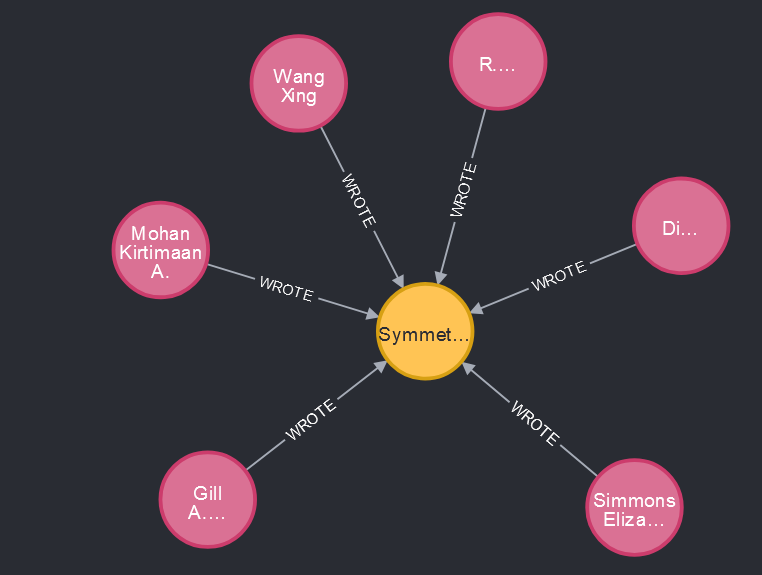 Wang
Xing
R....
WROTE
WROTE
Mohan
Kirtimaan
A.
Di...
WROTE
WROTE
Symmet...
WROTE
WROTE
Gill
A....
Simmons
Eliza...